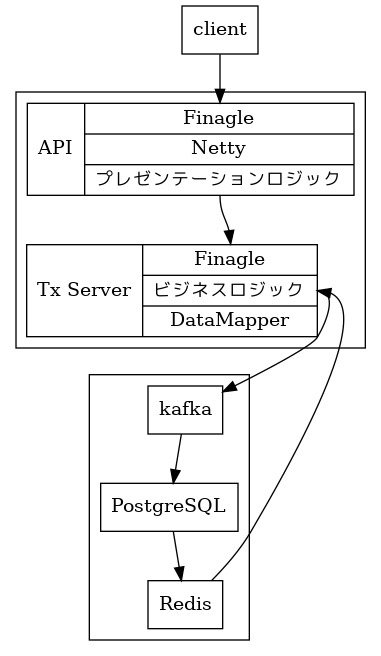 client
API
Finagle
Netty
プレゼンテーションロジック
Tx Server
Finagle
ビジネスロジック
DataMapper
kafka
PostgreSQL
Redis